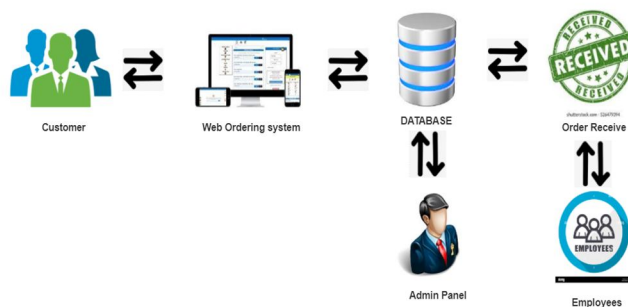 RECEIVED
RECEIVED
RECEIVED
Customer
Web Ordering system
DATABASE
Order Receive
EMPLOYEES
Admin Panel
Employees